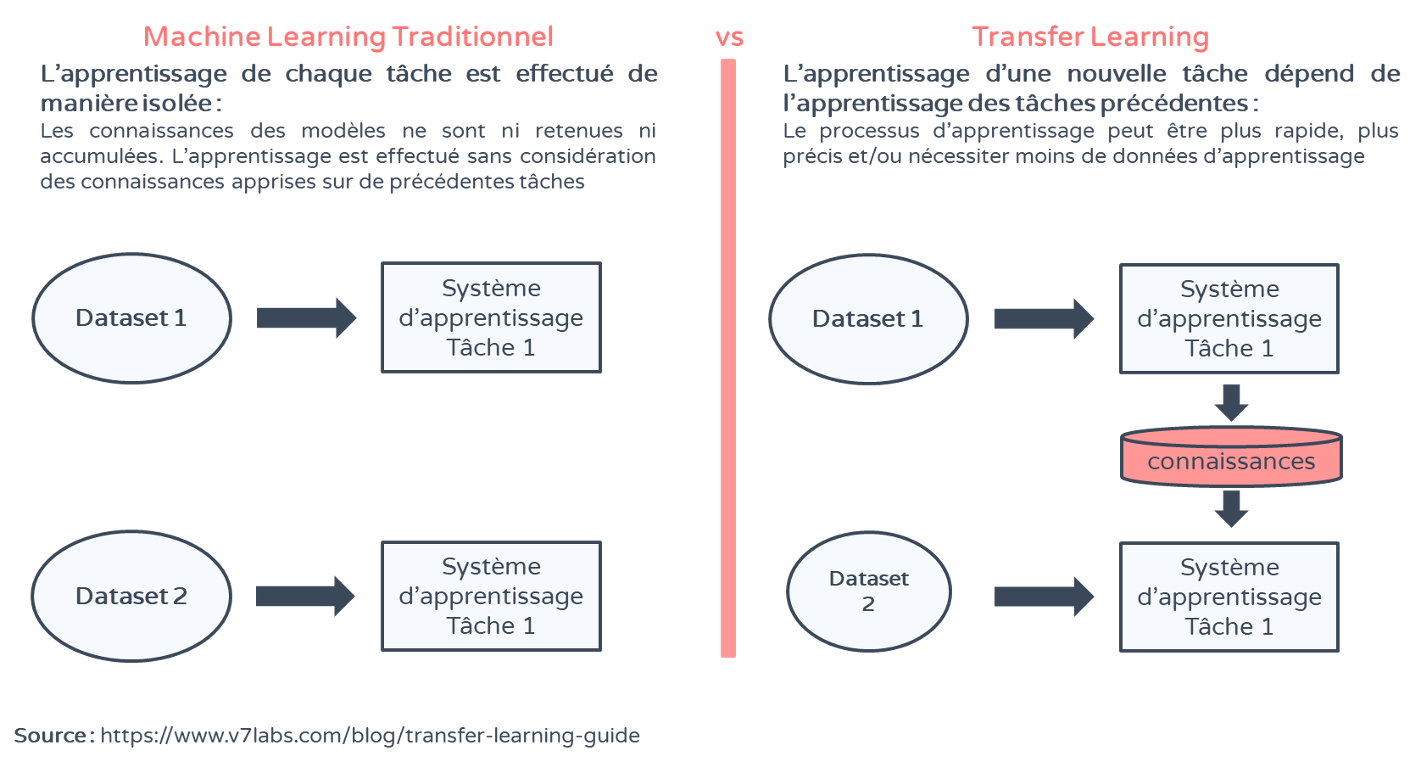 Machine Learning Traditionnel
vs
Transfer Learning
L'apprentissage de chaque tâche est effectué de
manière isolée :
Les connaissances des modèles ne sont ni retenues ni
accumulées. L'apprentissage est effectué sans considération
des connaissances apprises sur de précédentes tâches
L'apprentissage d'une nouvelle tâche dépend de
l'apprentissage des tâches précédentes :
Le processus d'apprentissage peut être plus rapide, plus
précis et/ou nécessiter moins de données d'apprentissage
Dataset 1
Système
d'apprentissage
Tâche 1
Dataset 2
Système
d'apprentissage
Tâche 1
Dataset 1
Système
d'apprentissage
Tâche 1
connaissances
Dataset
2
Système
d'apprentissage
Tâche 1
Source : https://www.v7labs.com/blog/transfer-learning-guide